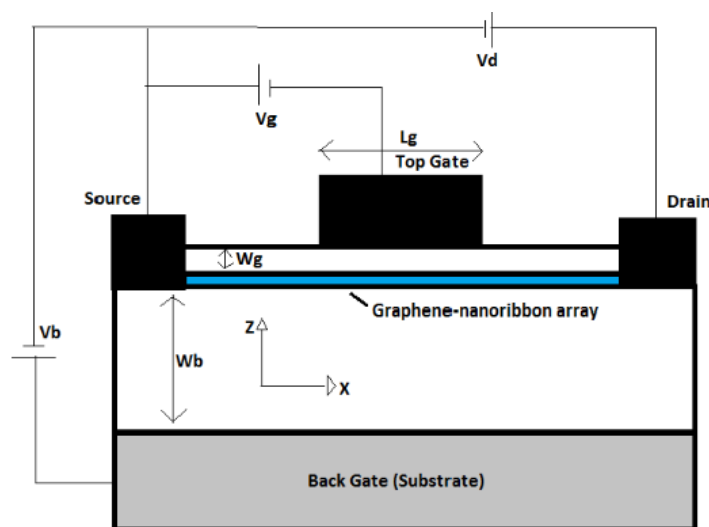 Vd
Vg
Lg
Top Gate
Source
Drain
Wg
Graphene-nanoribbon array
Vb
Z
Wb
X
Back Gate (Substrate)